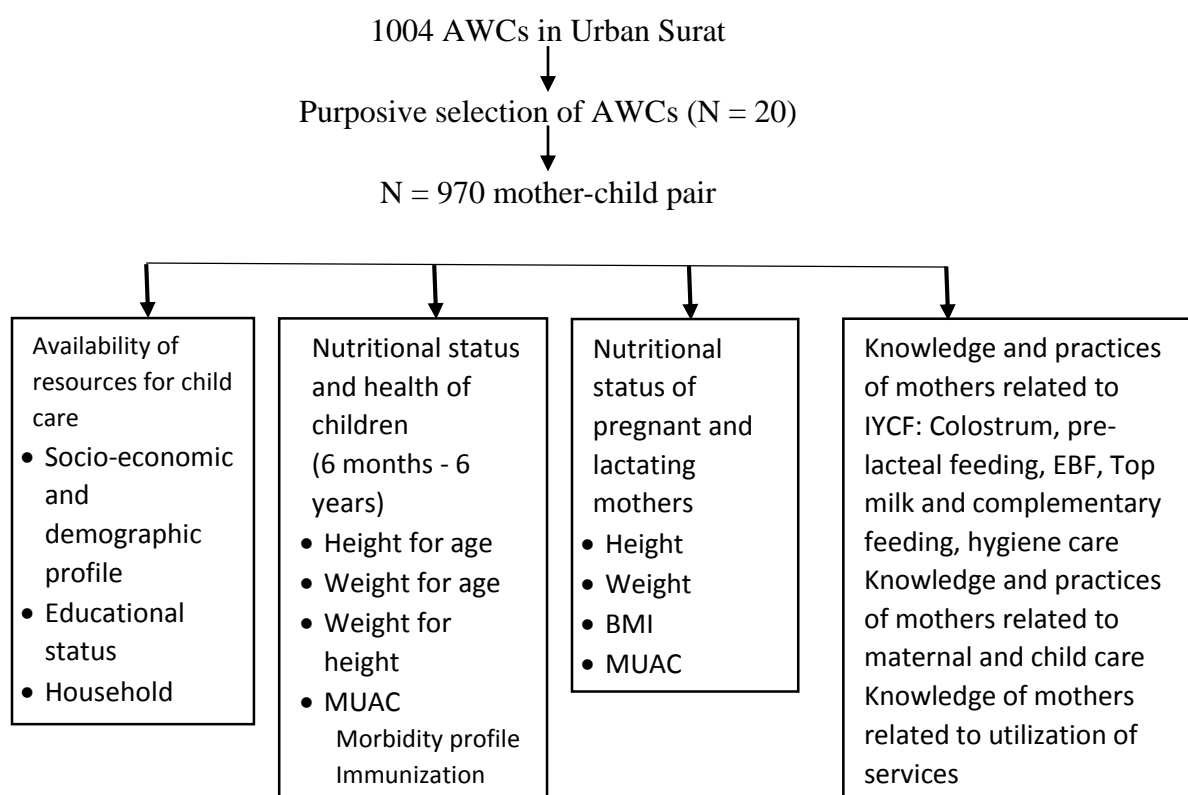 1004 AWCs in Urban Surat
Purposive selection of AWCs (N = 20)
N = 970 mother-child pair
Availability of
resources for child
care
• Socio-economic
and
demographic
profile
• Educational
status
• Household
Nutritional status
and health of
children
(6 months - 6
years)
• Height for age
• Weight for age
• Weight for
height
• MUAC
Morbidity profile
Immunization
Nutritional
status of
pregnant and
lactating
mothers
• Height
• Weight
• BMI
• MUAC
Knowledge and practices
of mothers related to
IYCF: Colostrum, pre-
lacteal feeding, EBF, Top
milk and complementary
feeding, hygiene care
Knowledge and practices
of mothers related to
maternal and child care
Knowledge of mothers
related to utilization of
services